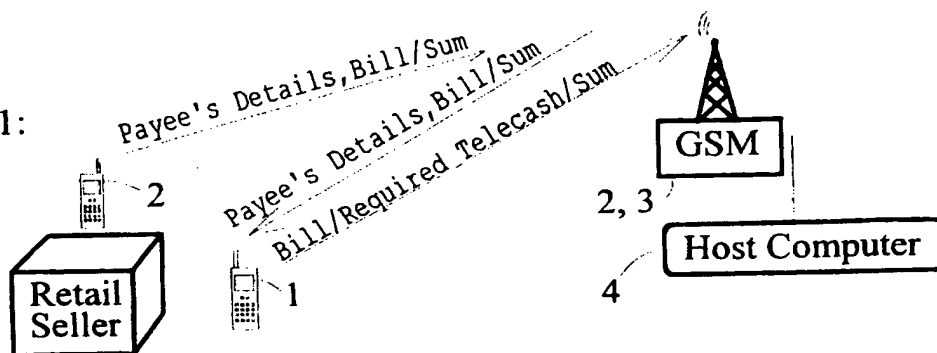 Payee's Details,Bill/Sum
1:
Payee's Details,Bill/Sum
Bill/Required Telecash/Sum
GSM
2
2, 3
Host Computer
4
1
Retail
Seller